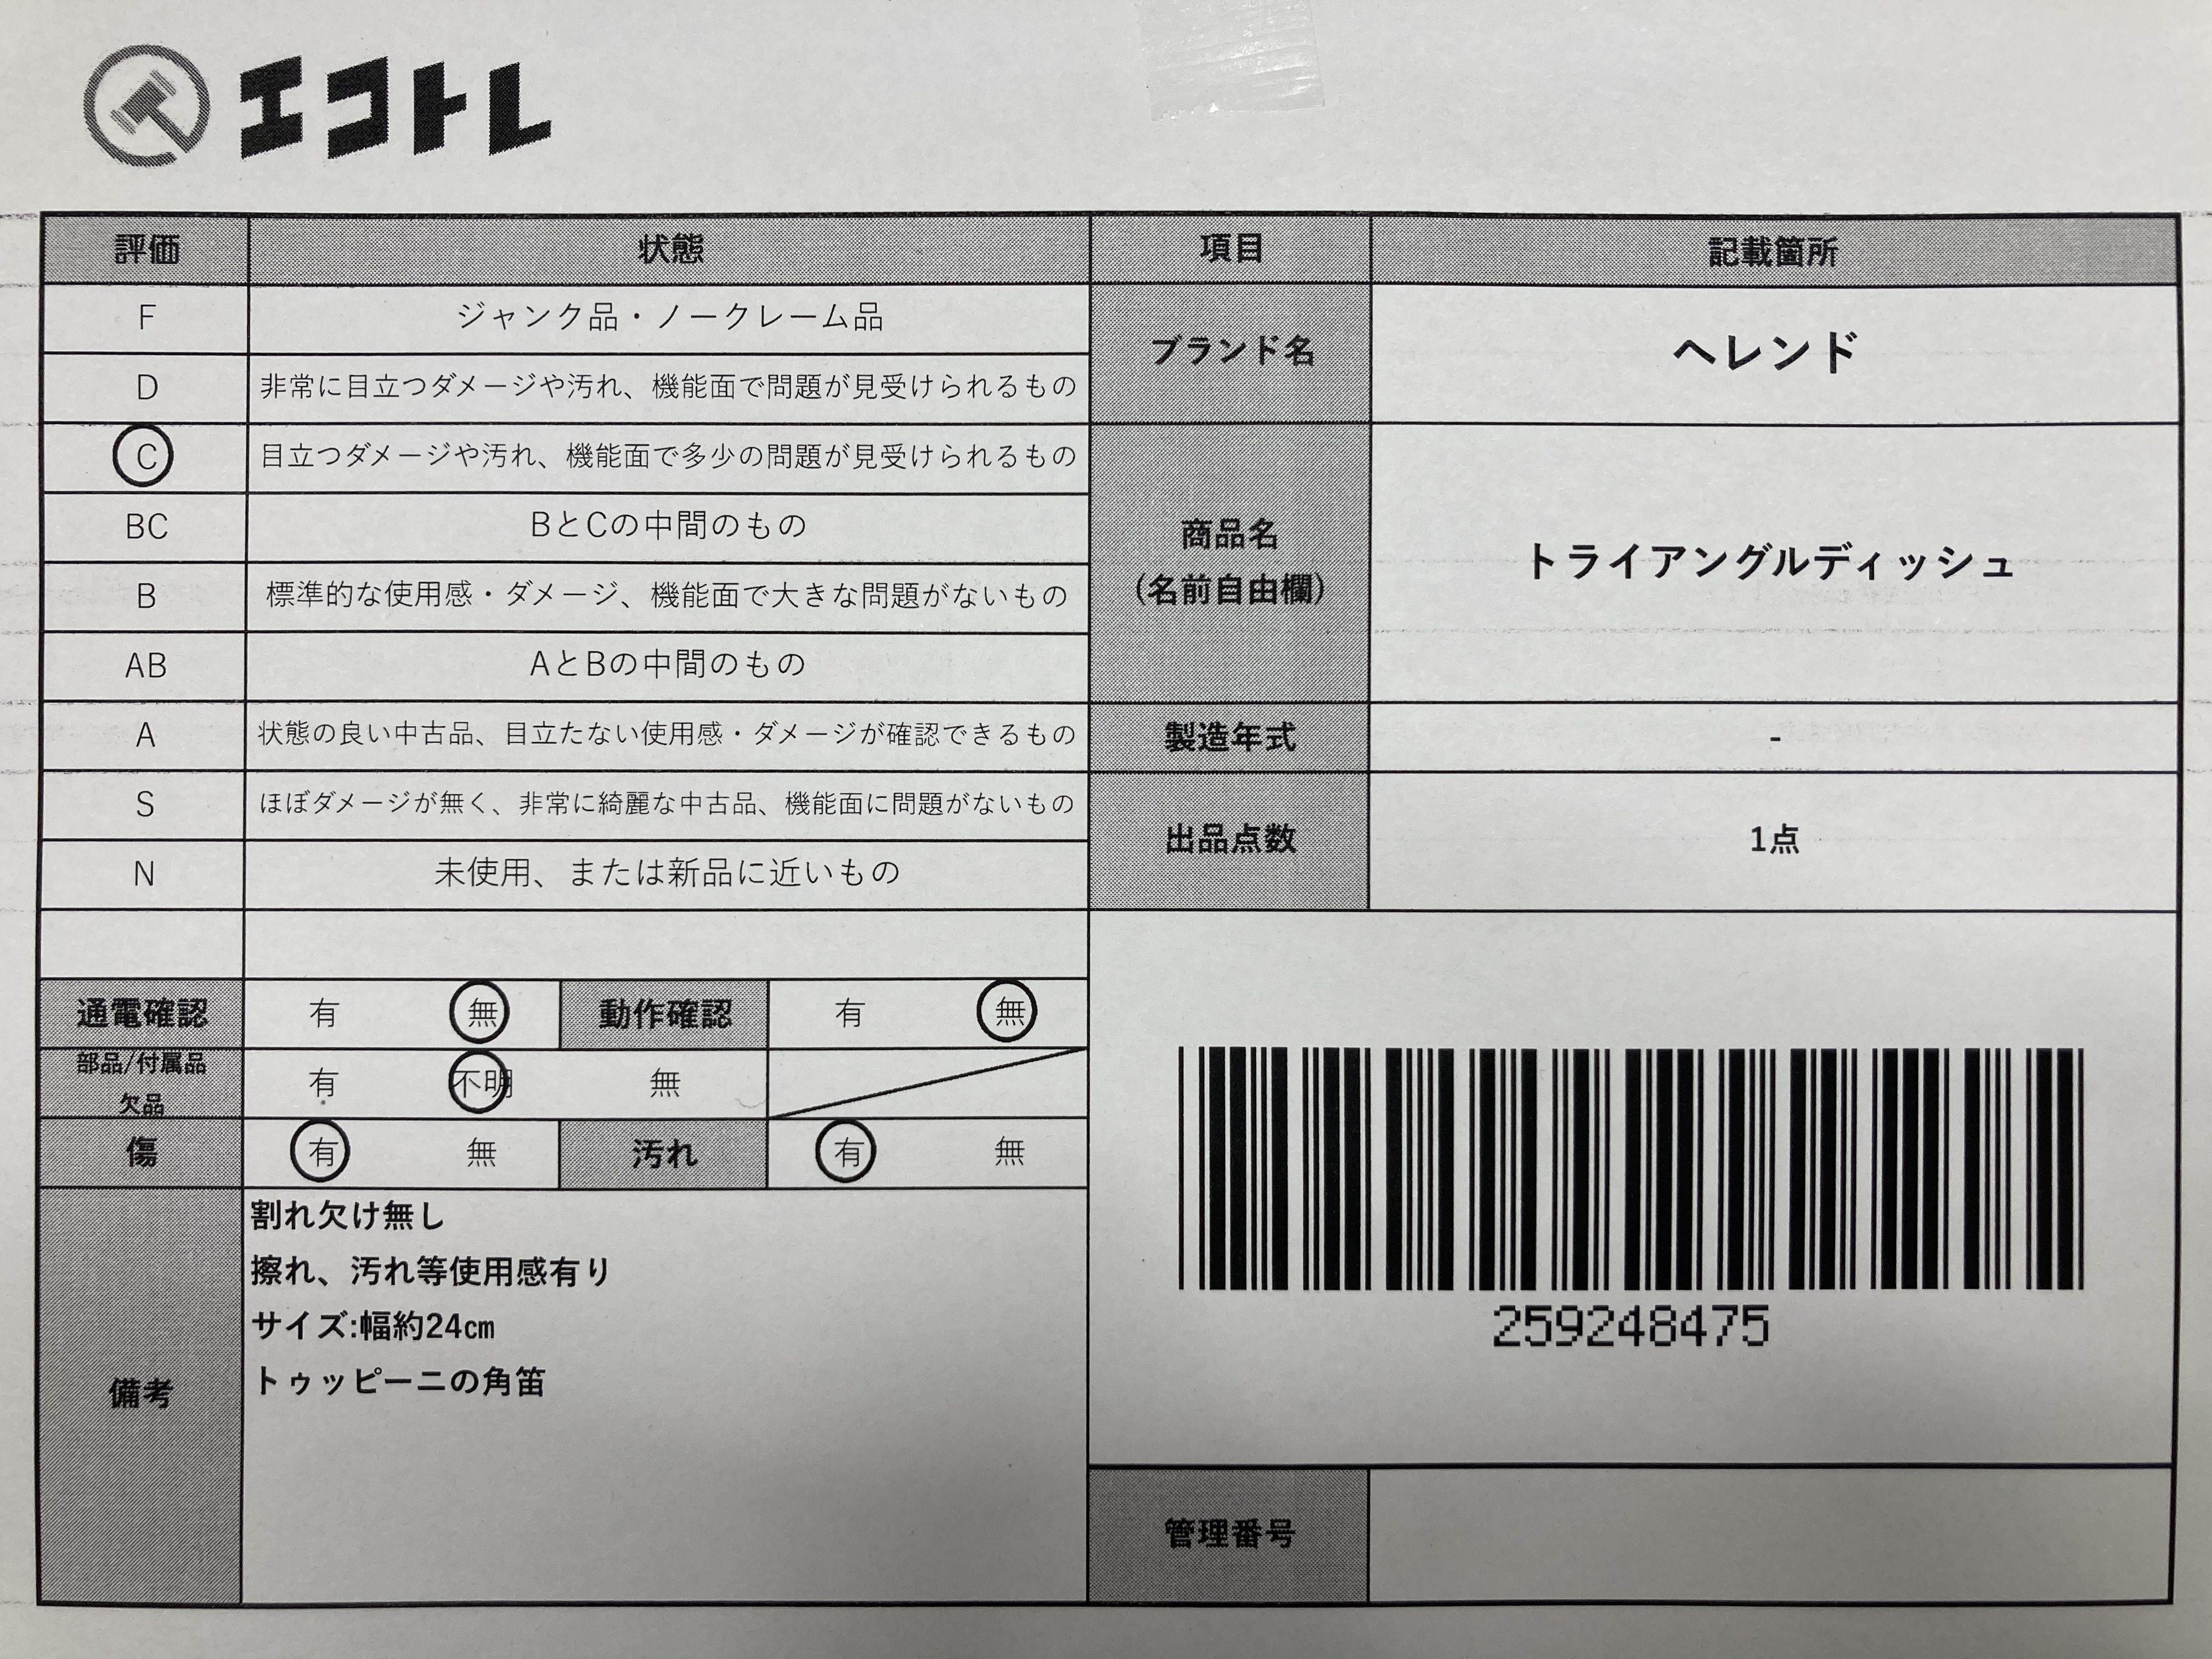 エコトレ
評価 状態 項目 記載箇所
F ジャンク品・ノークレーム品
D 非常に目立つダメージや汚れ、機能面で問題が見受けられるもの
ブランド名 ヘレンド
C 目立つダメージや汚れ、機能面で多少の問題が見受けられるもの
BC BとCの中間のもの
B 標準的な使用感・ダメージ、機能面で大きな問題がないもの
AB AとBの中間のもの
商品名
(名前自由欄)
トライアングルディッシュ
A 状態の良い中古品、目立たない使用感・ダメージが確認できるもの
製造年式 -
S ほぼダメージが無く、非常に綺麗な中古品、機能面に問題がないもの
N 未使用、または新品に近いもの
出品点数 1点
通電確認 有 無 動作確認 有 無
部品/付属品
欠品
有 不明 無
傷 有 無 汚れ 有 無
備考
割れ欠け無し
擦れ、汚れ等使用感有り
サイズ:幅約24㎝
トゥッピーニの角笛
259248475
管理番号